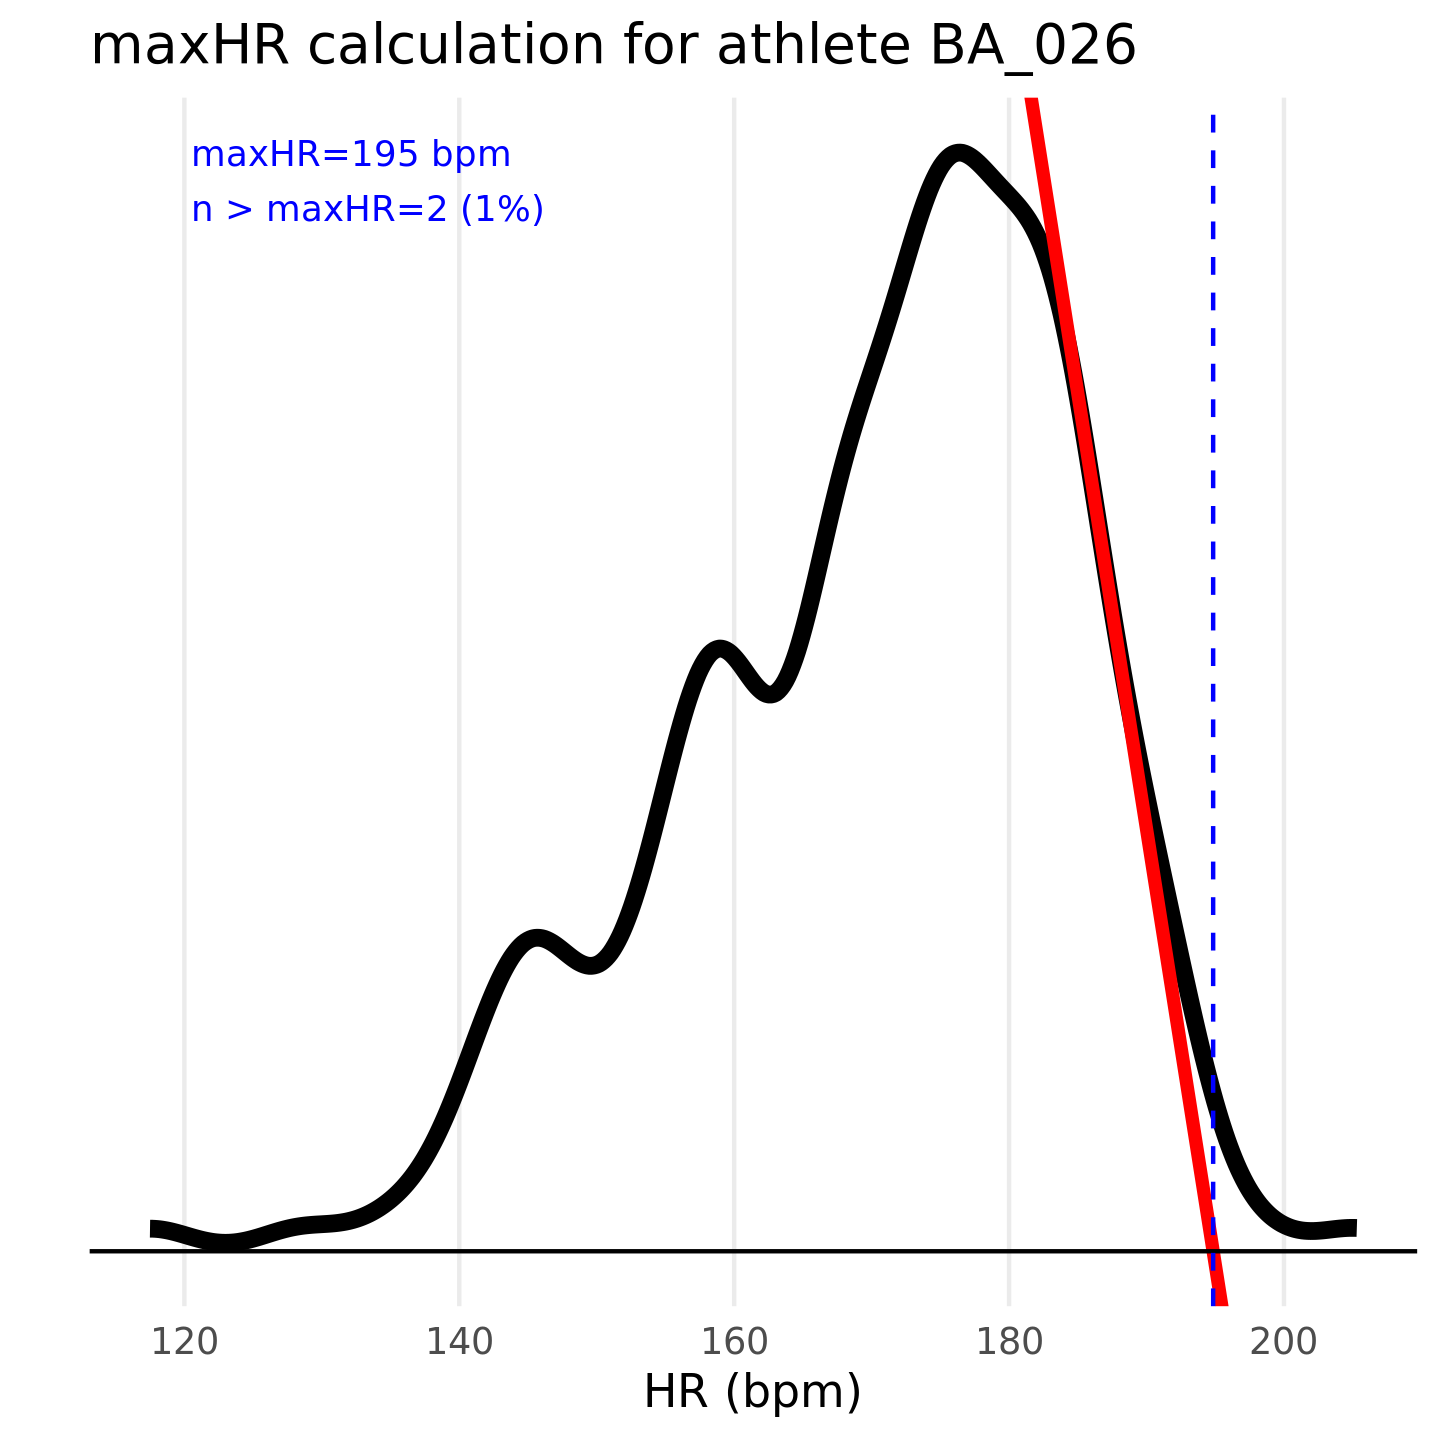 maxHR calculation for athlete BA_026
maxHR=195 bpm
n > maxHR=2 (1%)
120 140 160 180 200
HR (bpm)